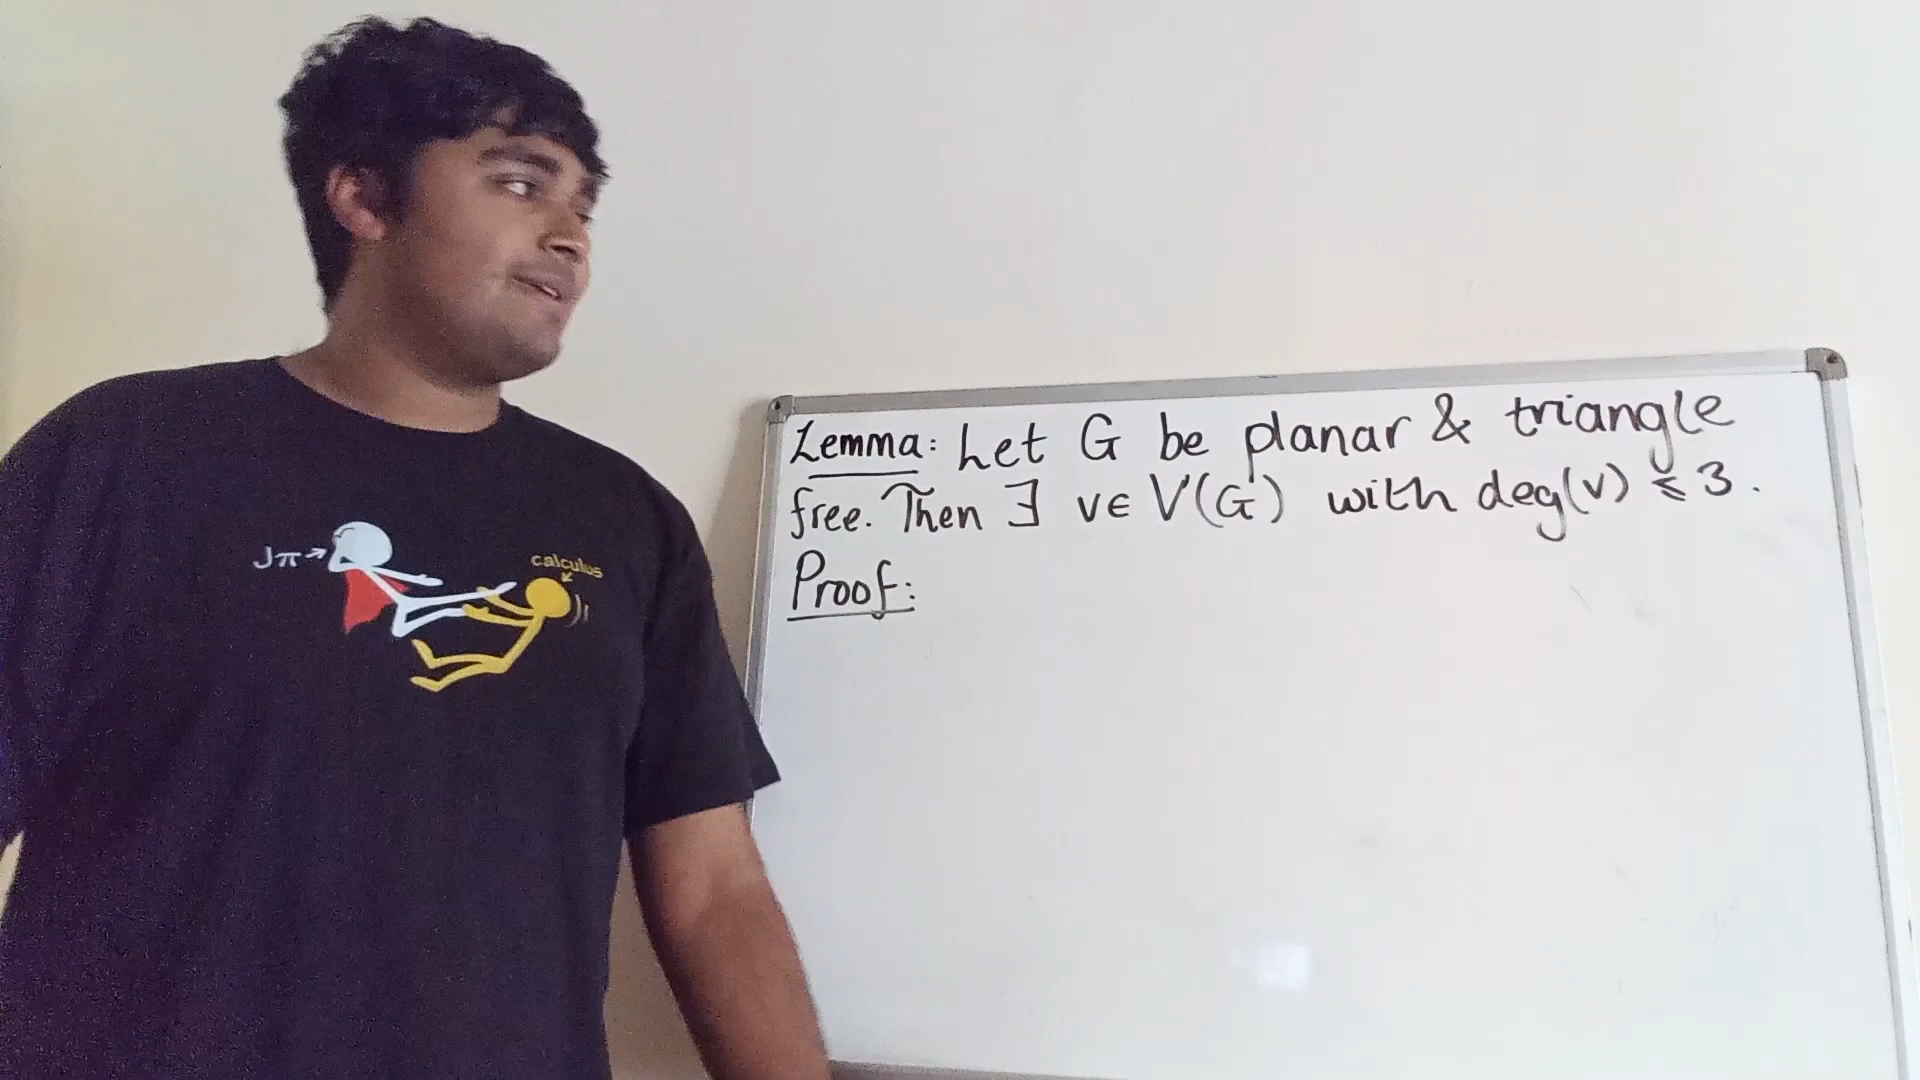 Jπ→
calculus
Lemma: Let G be planar & triangle
free. Then ∃ v∈ V(G) with deg(v) ⩽ 3.
Proof: